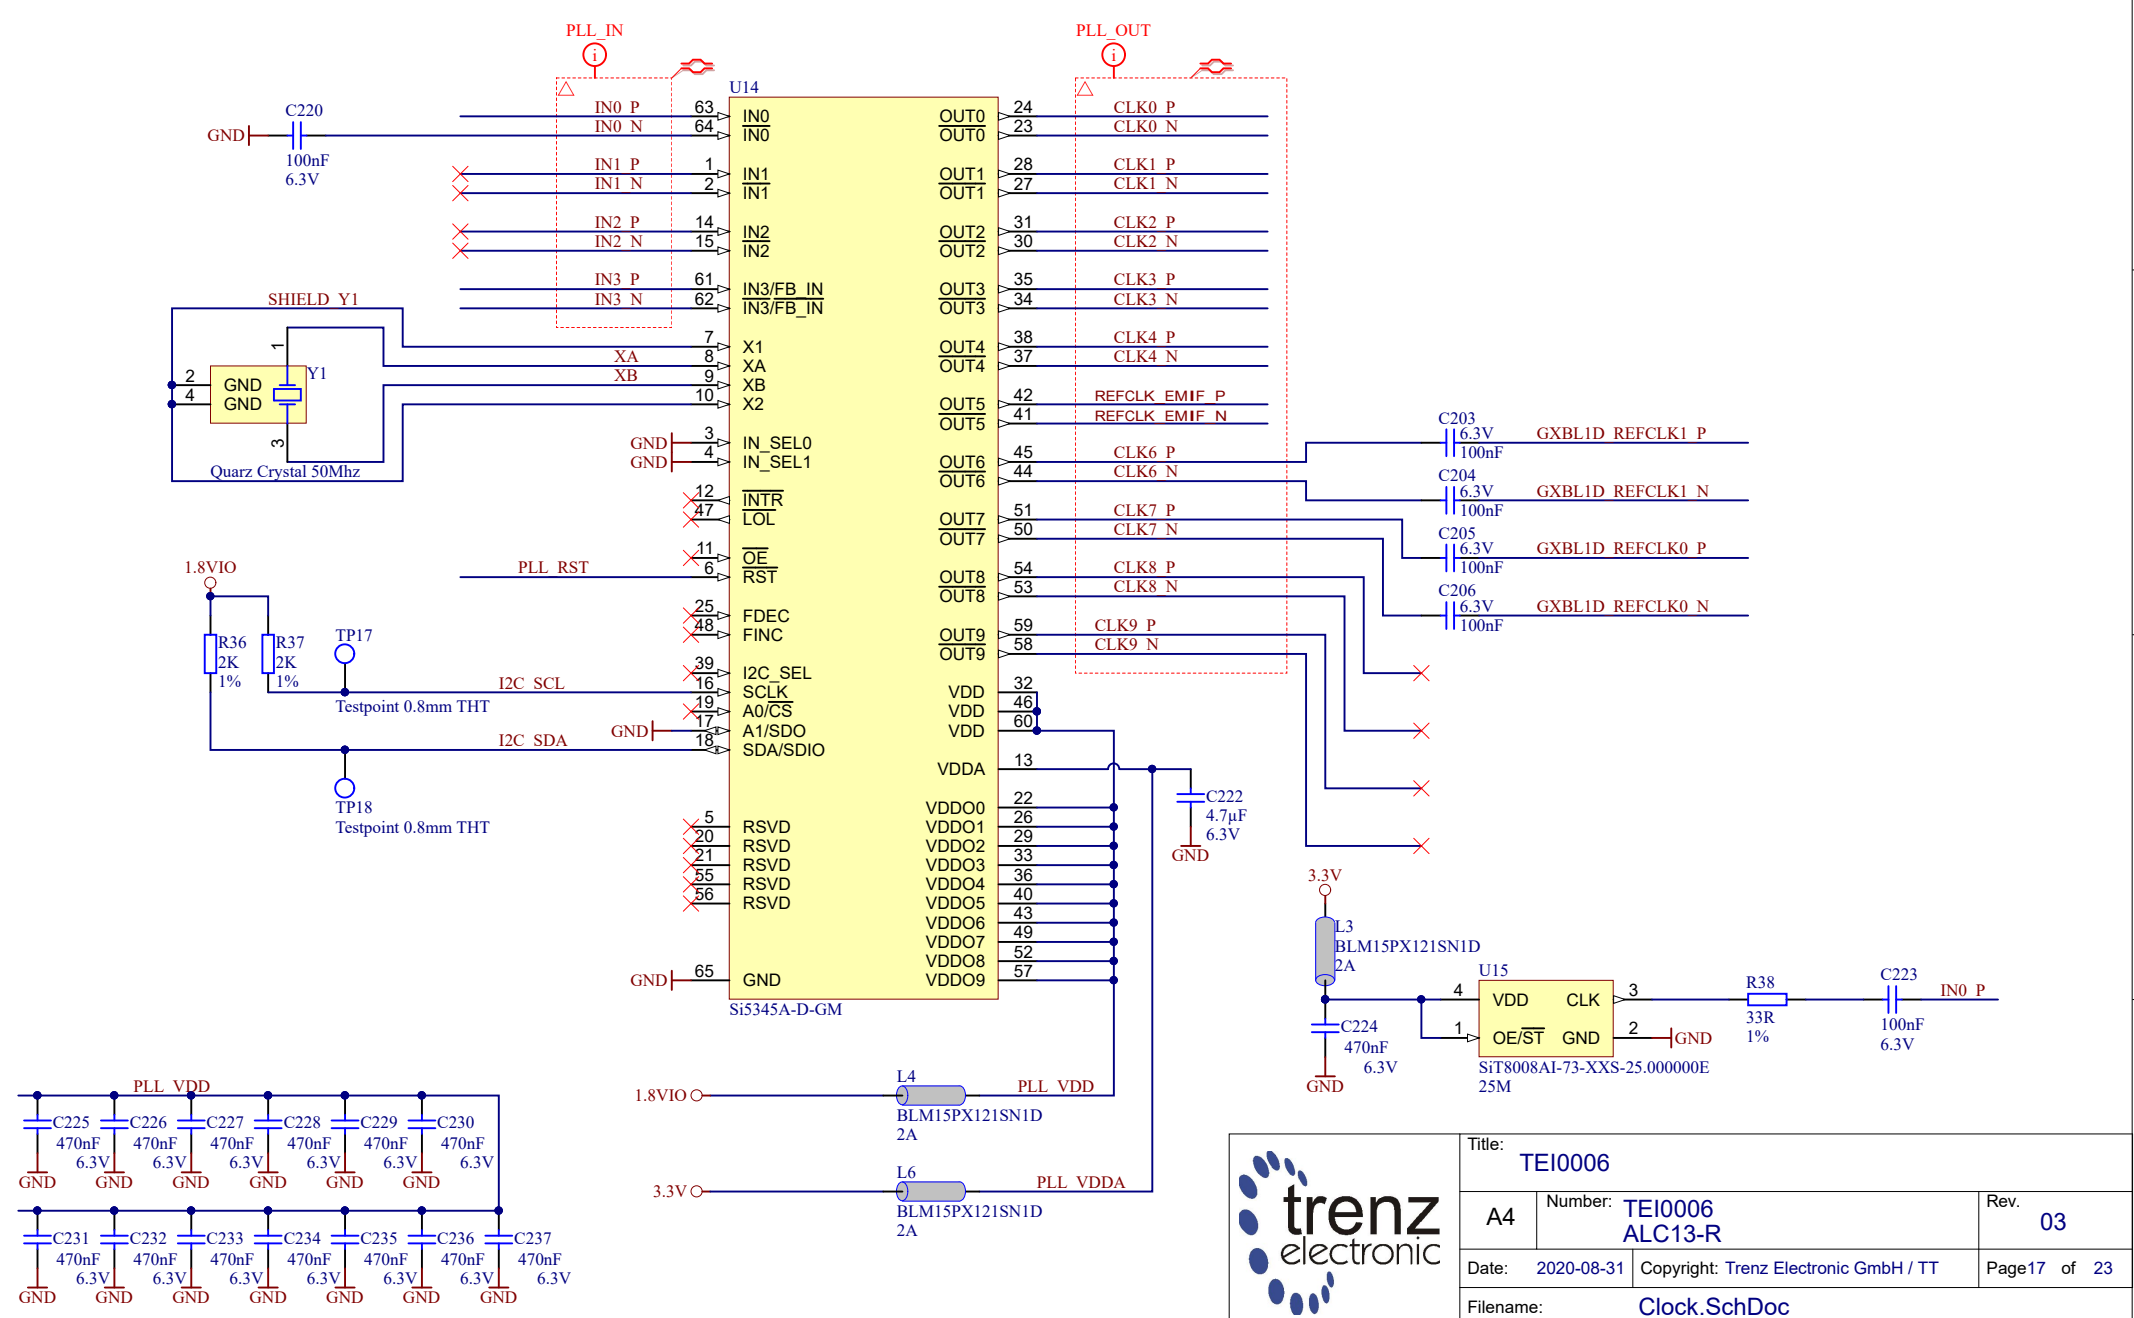 PLL_IN
PLL_OUT
i
i
U14
C220
GND
100nF
6.3V
IN0_P 63 IN0
IN0_N 64 IN0
IN1_P 1 IN1
IN1_N 2 IN1
IN2_P 14 IN2
IN2_N 15 IN2
IN3_P 61 IN3/FB_IN
IN3_N 62 IN3/FB_IN
SHIELD_Y1
7 X1
XA 8 XA
XB 9 XB
10 X2
1
Y1
2 GND
4 GND
3
Quarz Crystal 50Mhz
GND 3 IN_SEL0
GND 4 IN_SEL1
12 INTR
47 LOL
11 OE
PLL_RST 6 RST
25 FDEC
48 FINC
39 I2C_SEL
I2C_SCL 16 SCLK
19 A0/CS
GND 17 A1/SDO
I2C_SDA 18 SDA/SDIO
1.8VIO
R36
2K
1%
R37
2K
1%
TP17
Testpoint 0.8mm THT
TP18
Testpoint 0.8mm THT
5 RSVD
20 RSVD
21 RSVD
55 RSVD
56 RSVD
GND 65 GND
Si5345A-D-GM
OUT0 24 CLK0_P
OUT0 23 CLK0_N
OUT1 28 CLK1_P
OUT1 27 CLK1_N
OUT2 31 CLK2_P
OUT2 30 CLK2_N
OUT3 35 CLK3_P
OUT3 34 CLK3_N
OUT4 38 CLK4_P
OUT4 37 CLK4_N
OUT5 42 REFCLK_EMIF_P
OUT5 41 REFCLK_EMIF_N
OUT6 45 CLK6_P
OUT6 44 CLK6_N
OUT7 51 CLK7_P
OUT7 50 CLK7_N
OUT8 54 CLK8_P
OUT8 53 CLK8_N
OUT9 59 CLK9_P
OUT9 58 CLK9_N
VDD 32
VDD 46
VDD 60
VDDA 13
VDDO0 22
VDDO1 26
VDDO2 29
VDDO3 33
VDDO4 36
VDDO5 40
VDDO6 43
VDDO7 49
VDDO8 52
VDDO9 57
C203
6.3V GXBL1D_REFCLK1_P
100nF
C204
6.3V GXBL1D_REFCLK1_N
100nF
C205
6.3V GXBL1D_REFCLK0_P
100nF
C206
6.3V GXBL1D_REFCLK0_N
100nF
C222
4.7µF
6.3V
GND
3.3V
L3
BLM15PX121SN1D
2A
C224
470nF
6.3V
GND
U15
4 VDD CLK 3
1 OE/ST GND 2 GND
SiT8008AI-73-XXS-25.000000E
25M
R38
33R
1%
C223
100nF
6.3V
IN0_P
1.8VIO
L4
BLM15PX121SN1D
2A
PLL_VDD
3.3V
L6
BLM15PX121SN1D
2A
PLL_VDDA
PLL_VDD
C225 C226 C227 C228 C229 C230
470nF 470nF 470nF 470nF 470nF 470nF
6.3V 6.3V 6.3V 6.3V 6.3V 6.3V
GND GND GND GND GND GND
C231 C232 C233 C234 C235 C236 C237
470nF 470nF 470nF 470nF 470nF 470nF 470nF
6.3V 6.3V 6.3V 6.3V 6.3V 6.3V 6.3V
GND GND GND GND GND GND GND
trenz
electronic
Title:
TEI0006
A4
Number: TEI0006
ALC13-R
Rev.
03
Date: 2020-08-31
Copyright: Trenz Electronic GmbH / TT
Page17 of 23
Filename: Clock.SchDoc